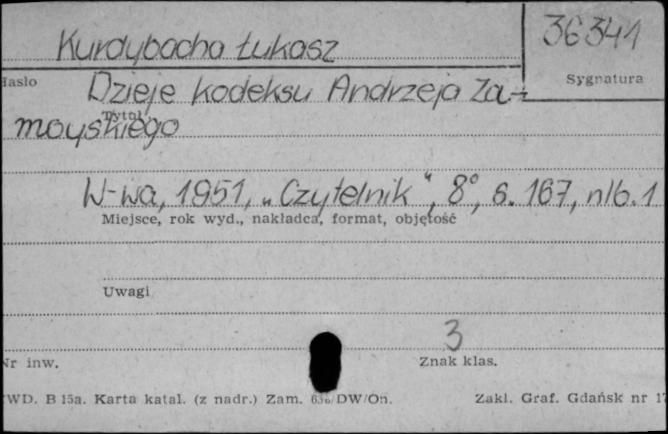 36341
Kurdybacha Łukasz
Hasło
Sygnatura
Dzieje kodeksu Andrzeja Za-
Tytuł
moyskiego
W-wa, 1951, „Czytelnik", 8°, s. 167, nlb. 1
Miejsce, rok wyd., nakładca, format, objętość
Uwagi
3
Nr inw.
Znak klas.
WD. B 15a. Karta katal. (z nadr.) Zam. DW/On.
Zakl. Graf. Gdańsk nr 17